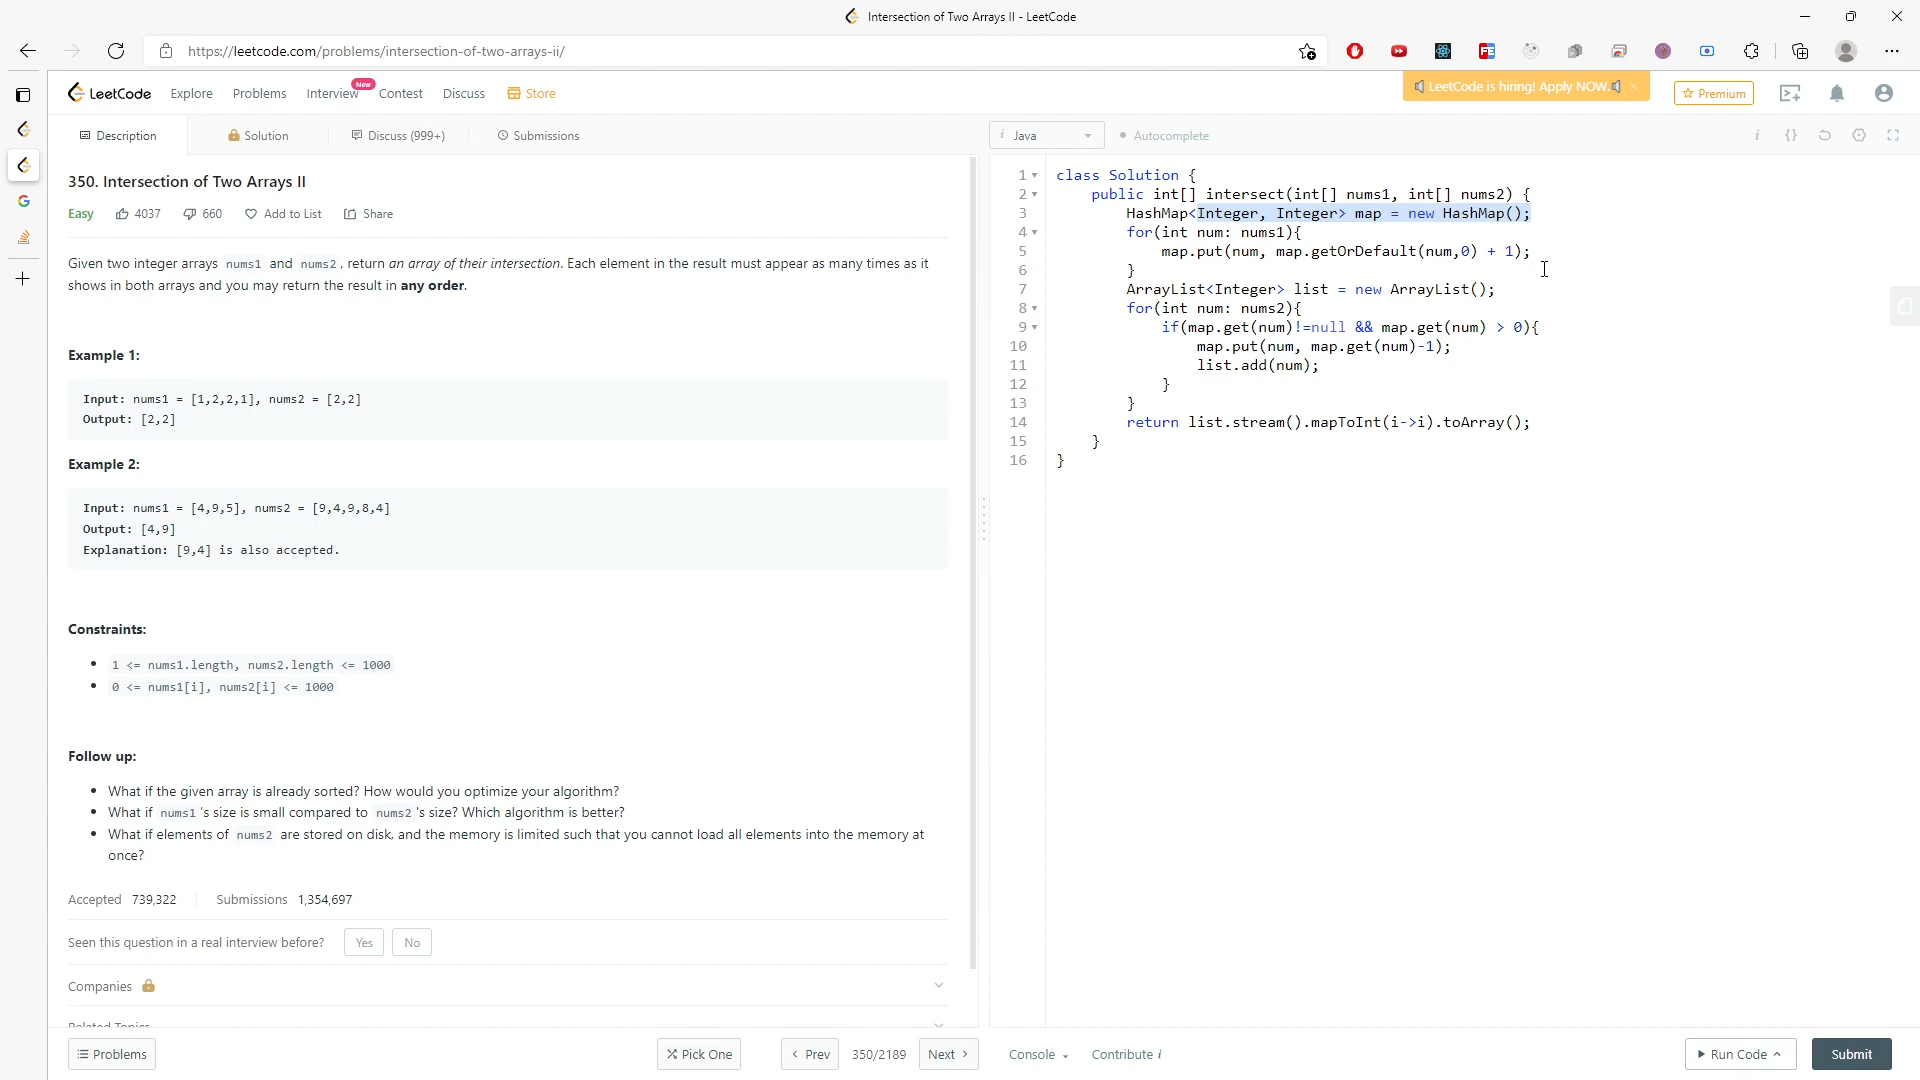 Intersection of Two Arrays II - LeetCode
https://leetcode.com/problems/intersection-of-two-arrays-ii/
LeetCode
Explore
Problems
Interview
New
Contest
Discuss
Store
LeetCode is hiring! Apply NOW.
Premium
Description
Solution
Discuss (999+)
Submissions
i Java
Autocomplete
350. Intersection of Two Arrays II
Easy
4037
660
Add to List
Share
Given two integer arrays nums1 and nums2, return an array of their intersection. Each element in the result must appear as many times as it
shows in both arrays and you may return the result in any order.
Example 1:
Input: nums1 = [1,2,2,1], nums2 = [2,2]
Output: [2,2]
Example 2:
Input: nums1 = [4,9,5], nums2 = [9,4,9,8,4]
Output: [4,9]
Explanation: [9,4] is also accepted.
Constraints:
1 <= nums1.length, nums2.length <= 1000
0 <= nums1[i], nums2[i] <= 1000
Follow up:
What if the given array is already sorted? How would you optimize your algorithm?
What if nums1's size is small compared to nums2's size? Which algorithm is better?
What if elements of nums2 are stored on disk, and the memory is limited such that you cannot load all elements into the memory at
once?
Accepted 739,322
Submissions 1,354,697
Seen this question in a real interview before?
Yes
No
Companies
Related Topics
1 class Solution {
2 public int[] intersect(int[] nums1, int[] nums2) {
3 HashMap<Integer, Integer> map = new HashMap();
4 for(int num: nums1){
5 map.put(num, map.getOrDefault(num,0) + 1);
6 }
7 ArrayList<Integer> list = new ArrayList();
8 for(int num: nums2){
9 if(map.get(num)!=null && map.get(num) > 0){
10 map.put(num, map.get(num)-1);
11 list.add(num);
12 }
13 }
14 return list.stream().mapToInt(i->i).toArray();
15 }
16 }
Problems
Pick One
Prev
350/2189
Next
Console
Contribute i
Run Code
Submit